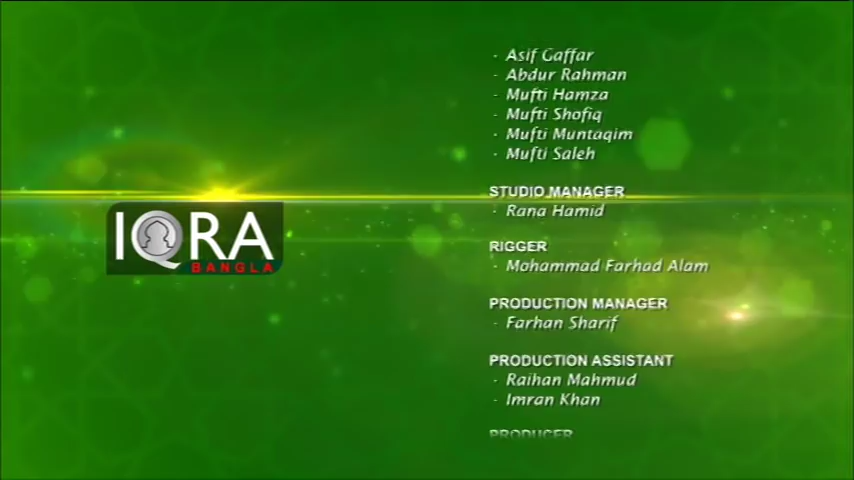 IQRA
BANGLA
- Asif Gaffar
- Abdur Rahman
- Mufti Hamza
- Mufti Shofiq
- Mufti Muntaqim
- Mufti Saleh
STUDIO MANAGER
- Rana Hamid
RIGGER
- Mohammad Farhad Alam
PRODUCTION MANAGER
- Farhan Sharif
PRODUCTION ASSISTANT
- Raihan Mahmud
- Imran Khan
PRODUCER